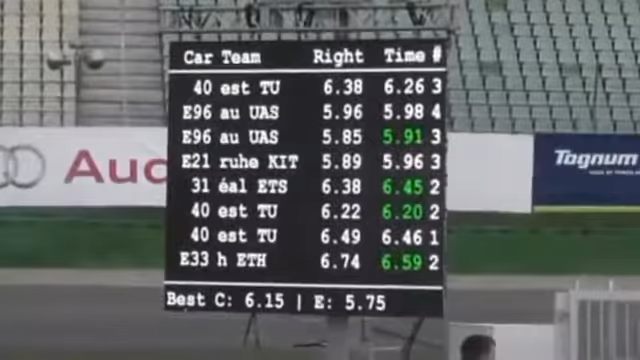 Car Team Right Time #
40 est TU 6.38 6.26 3
E96 au UAS 5.96 5.98 4
E96 au UAS 5.85 5.91 3
E21 ruhe KIT 5.89 5.96 3
31 éal ETS 6.38 6.45 2
40 est TU 6.22 6.20 2
40 est TU 6.49 6.46 1
E33 h ETH 6.74 6.59 2
Best C: 6.15 | E: 5.75
Aud
Tognum